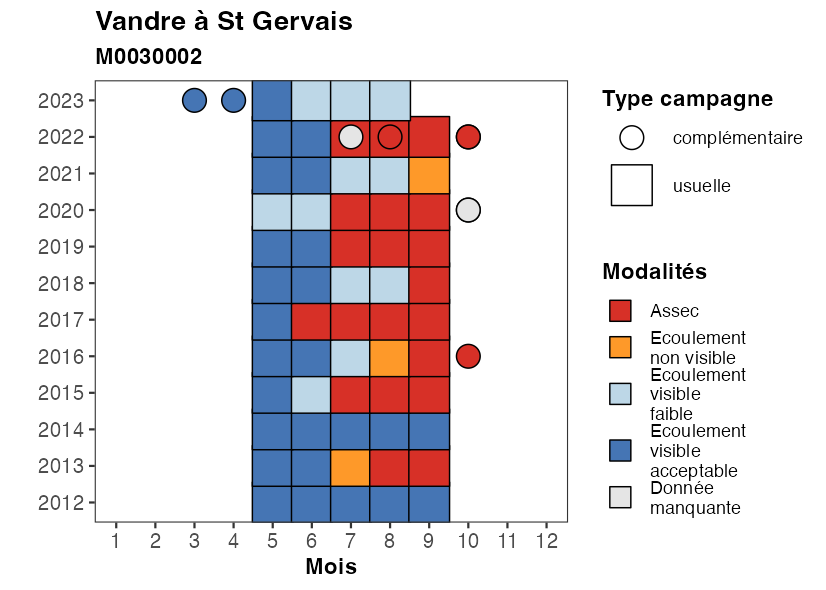 Vandre à St Gervais
M0030002
2023
2022
2021
2020
2019
2018
2017
2016
2015
2014
2013
2012
1 2 3 4 5 6 7 8 9 10 11 12
Mois
Type campagne
complémentaire
usuelle
Modalités
Assec
Ecoulement
non visible
Ecoulement
visible
faible
Ecoulement
visible
acceptable
Donnée
manquante